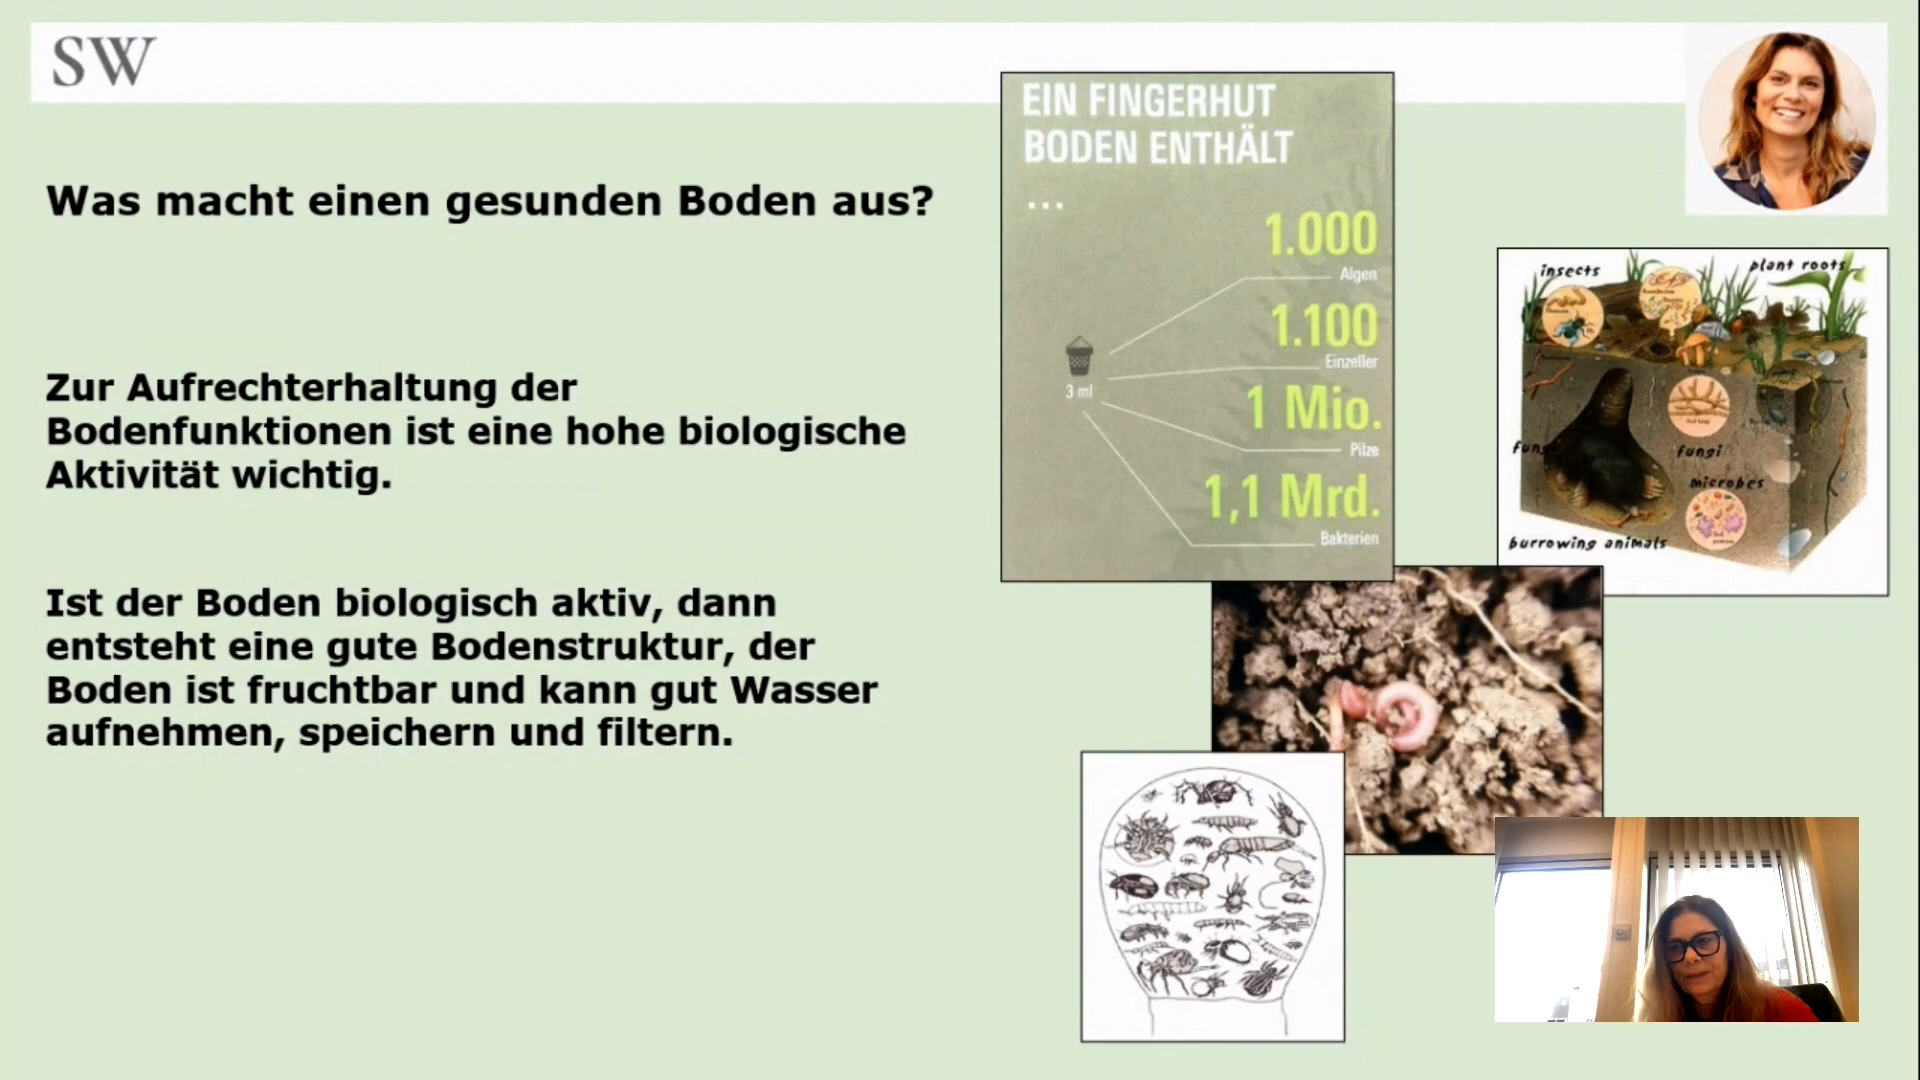 SW
Was macht einen gesunden Boden aus?
Zur Aufrechterhaltung der
Bodenfunktionen ist eine hohe biologische
Aktivität wichtig.
Ist der Boden biologisch aktiv, dann
entsteht eine gute Bodenstruktur, der
Boden ist fruchtbar und kann gut Wasser
aufnehmen, speichern und filtern.
EIN FINGERHUT
BODEN ENTHÄLT
...
1.000
Algen
1.100
Einzeller
3 ml
1 Mio.
Pilze
1,1 Mrd.
Bakterien
insects
plant roots
fungi
microbes
burrowing animals